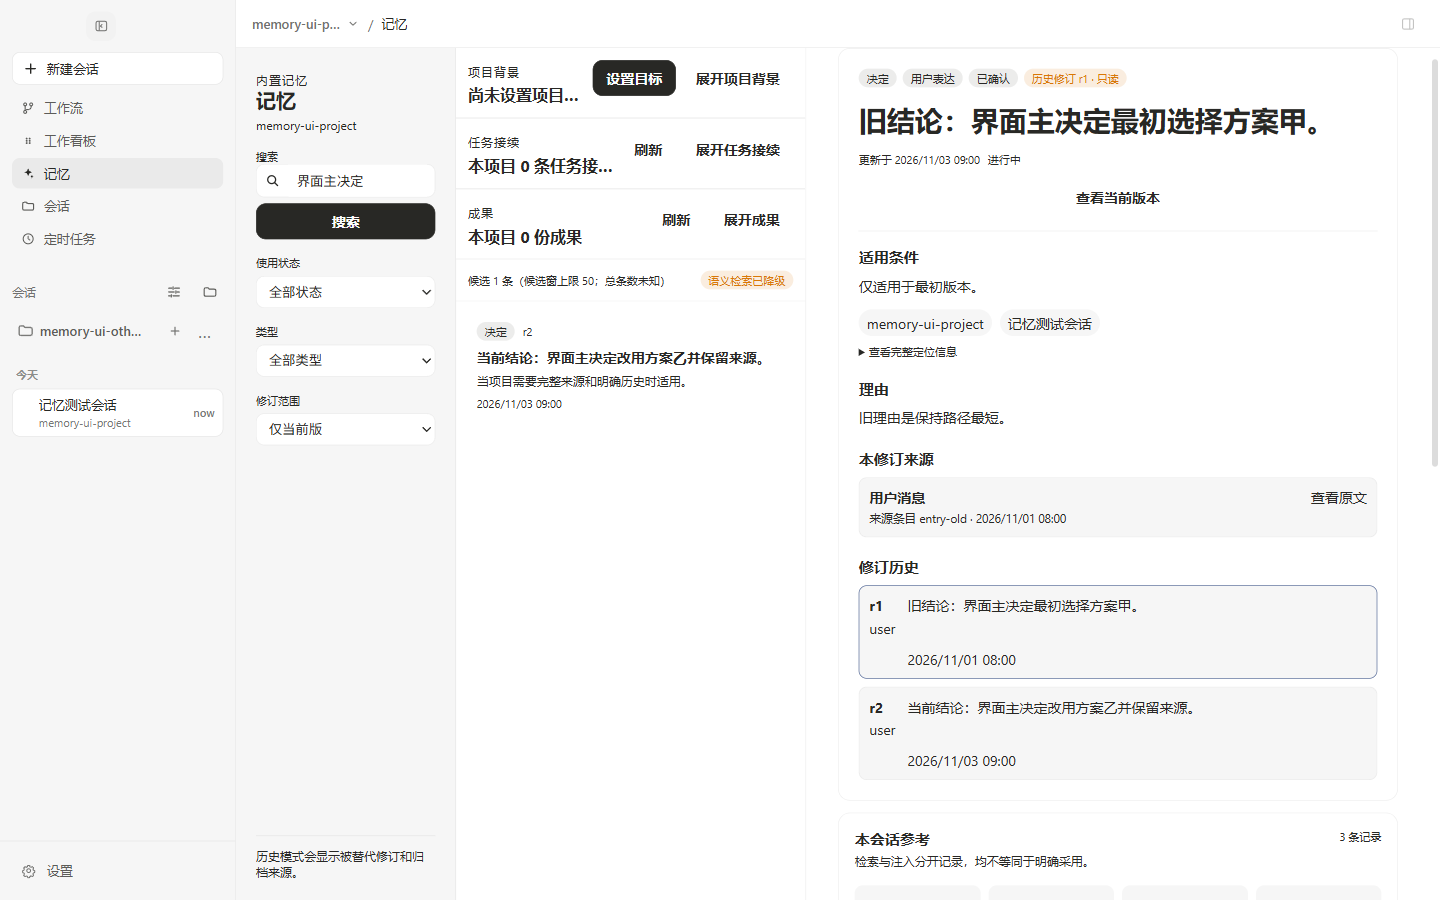 新建会话
工作流
工作看板
记忆
会话
定时任务
会话
memory-ui-oth...
今天
记忆测试会话
now
memory-ui-project
设置
memory-ui-p... / 记忆
内置记忆
记忆
memory-ui-project
搜索
界面主决定
搜索
使用状态
全部状态
类型
全部类型
修订范围
仅当前版
历史模式会显示被替代修订和归
档来源。
项目背景
尚未设置项目...
设置目标
展开项目背景
任务接续
本项目 0 条任务接...
刷新
展开任务接续
成果
本项目 0 份成果
刷新
展开成果
候选 1 条（候选窗上限 50；总条数未知）
语义检索已降级
决定 r2
当前结论：界面主决定改用方案乙并保留来源。
当项目需要完整来源和明确历史时适用。
2026/11/03 09:00
决定 用户表达 已确认 历史修订 r1 · 只读
旧结论：界面主决定最初选择方案甲。
更新于 2026/11/03 09:00 进行中
查看当前版本
适用条件
仅适用于最初版本。
memory-ui-project 记忆测试会话
查看完整定位信息
理由
旧理由是保持路径最短。
本修订来源
用户消息
查看原文
来源条目 entry-old · 2026/11/01 08:00
修订历史
r1 旧结论：界面主决定最初选择方案甲。
user
2026/11/01 08:00
r2 当前结论：界面主决定改用方案乙并保留来源。
user
2026/11/03 09:00
本会话参考
3 条记录
检索与注入分开记录，均不等同于明确采用。